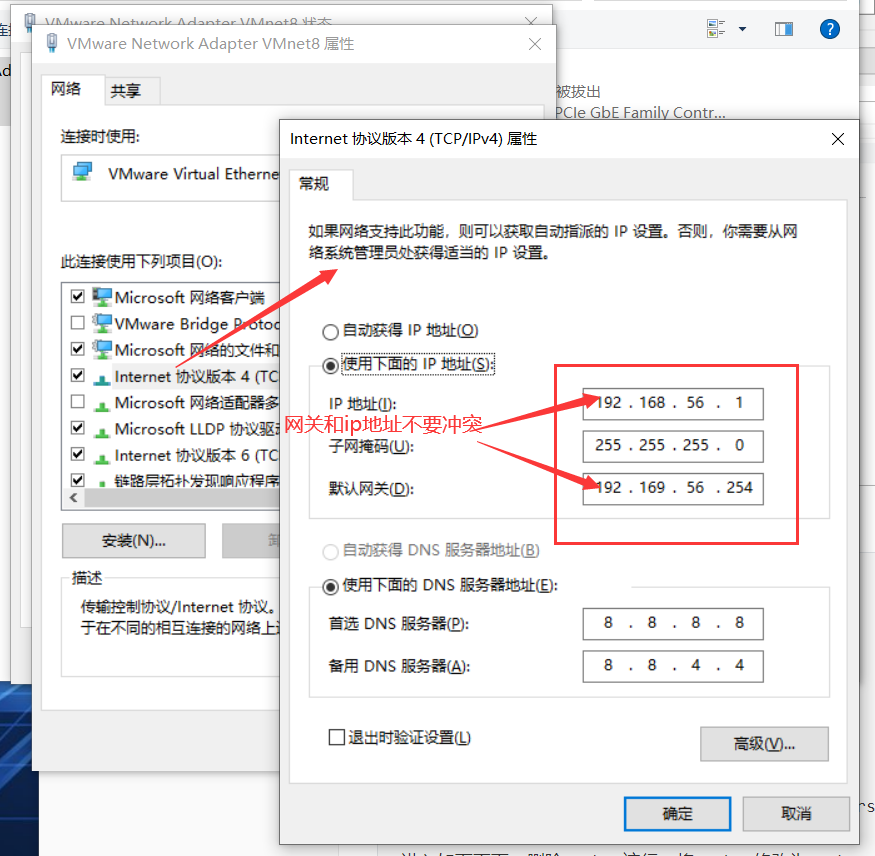 VMware Network Adapter VMnet8 状态
VMware Network Adapter VMnet8 属性
网络
共享
连接时使用:
VMware Virtual Etherne
此连接使用下列项目(O):
Microsoft 网络客户端
VMware Bridge Protoc
Microsoft 网络的文件和
Internet 协议版本 4 (TC
Microsoft 网络适配器多
Microsoft LLDP 协议驱动
Internet 协议版本 6 (TC
链路层拓扑发现响应程序
安装(N)...
卸
描述
传输控制协议/Internet 协议。
于在不同的相互连接的网络上
被拔出
PCIe GbE Family Contr...
Internet 协议版本 4 (TCP/IPv4) 属性
常规
如果网络支持此功能，则可以获取自动指派的 IP 设置。否则，你需要从网
络系统管理员处获得适当的 IP 设置。
自动获得 IP 地址(O)
使用下面的 IP 地址(S):
IP 地址(I): 192 . 168 . 56 . 1
网关和ip地址不要冲突
子网掩码(U): 255 . 255 . 255 . 0
默认网关(D): 192 . 169 . 56 . 254
自动获得 DNS 服务器地址(B)
使用下面的 DNS 服务器地址(E):
首选 DNS 服务器(P): 8 . 8 . 8 . 8
备用 DNS 服务器(A): 8 . 8 . 4 . 4
退出时验证设置(L)
高级(V)...
确定
取消